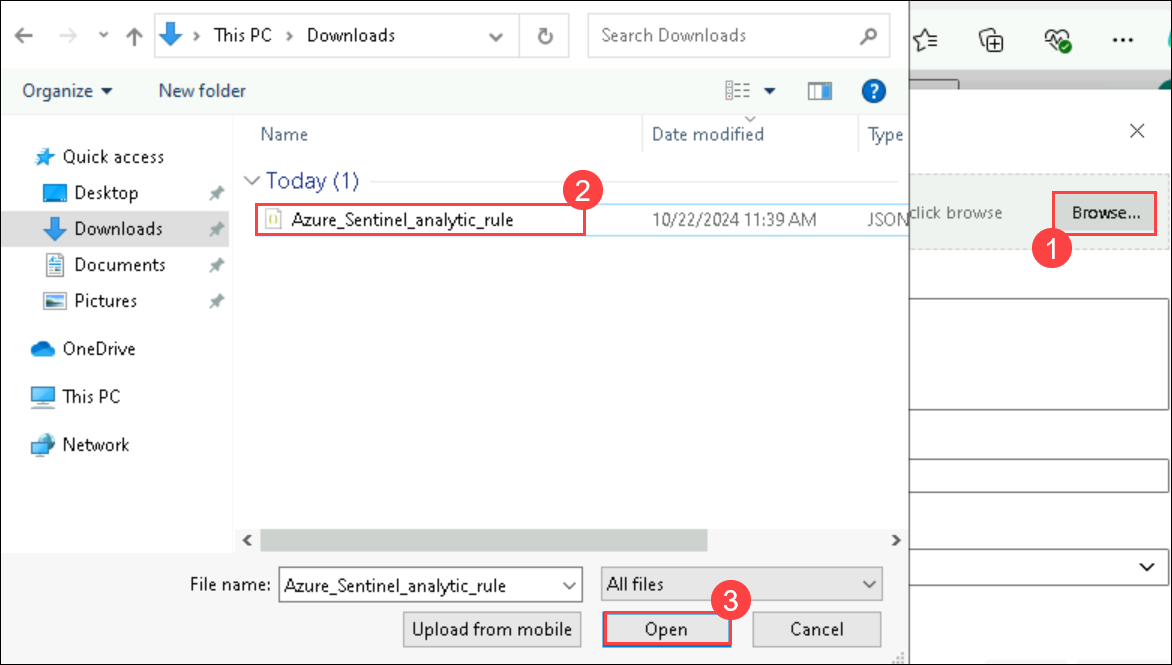 This PC
Downloads
Search Downloads
Organize
New folder
?
Name
Date modified
Type
Quick access
Desktop
Downloads
Documents
Pictures
OneDrive
This PC
Network
Today (1)
2
Azure_Sentinel_analytic_rule
10/22/2024 11:39 AM
JSON
click browse
Browse...
1
File name:
Azure_Sentinel_analytic_rule
All files
3
Upload from mobile
Open
Cancel